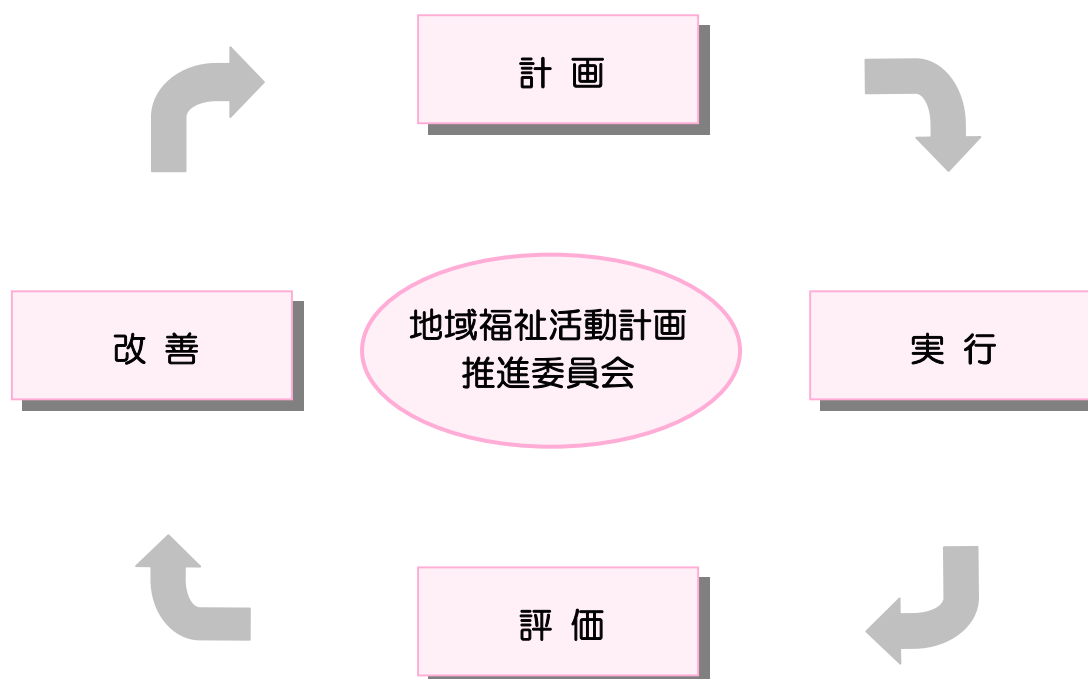 計 画
改 善
地域福祉活動計画
推進委員会
実 行
評 価